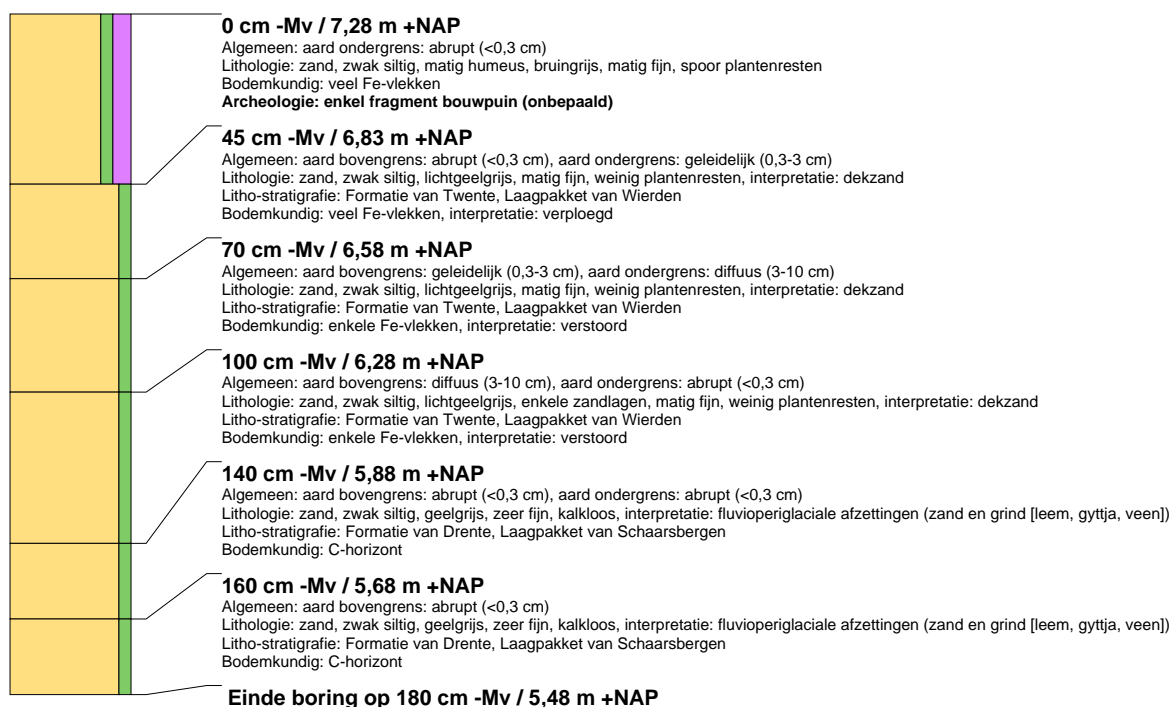 0 cm -Mv / 7,28 m +NAP
Algemeen: aard ondergrens: abrupt (<0,3 cm)
Lithologie: zand, zwak siltig, matig humeus, bruingrijs, matig fijn, spoor plantenresten
Bodemkundig: veel Fe-vlekken
Archeologie: enkel fragment bouwpuin (onbepaald)
45 cm -Mv / 6,83 m +NAP
Algemeen: aard bovengrens: abrupt (<0,3 cm), aard ondergrens: geleidelijk (0,3-3 cm)
Lithologie: zand, zwak siltig, lichtgeelgrijs, matig fijn, weinig plantenresten, interpretatie: dekzand
Litho-stratigrafie: Formatie van Twente, Laagpakket van Wierden
Bodemkundig: veel Fe-vlekken, interpretatie: verploegd
70 cm -Mv / 6,58 m +NAP
Algemeen: aard bovengrens: geleidelijk (0,3-3 cm), aard ondergrens: diffuus (3-10 cm)
Lithologie: zand, zwak siltig, lichtgeelgrijs, matig fijn, weinig plantenresten, interpretatie: dekzand
Litho-stratigrafie: Formatie van Twente, Laagpakket van Wierden
Bodemkundig: enkele Fe-vlekken, interpretatie: verstoord
100 cm -Mv / 6,28 m +NAP
Algemeen: aard bovengrens: diffuus (3-10 cm), aard ondergrens: abrupt (<0,3 cm)
Lithologie: zand, zwak siltig, lichtgeelgrijs, enkele zandlagen, matig fijn, weinig plantenresten, interpretatie: dekzand
Litho-stratigrafie: Formatie van Twente, Laagpakket van Wierden
Bodemkundig: enkele Fe-vlekken, interpretatie: verstoord
140 cm -Mv / 5,88 m +NAP
Algemeen: aard bovengrens: abrupt (<0,3 cm), aard ondergrens: abrupt (<0,3 cm)
Lithologie: zand, zwak siltig, geelgrijs, zeer fijn, kalkloos, interpretatie: fluvioperiglaciale afzettingen (zand en grind [leem, gyttja, veen])
Litho-stratigrafie: Formatie van Drente, Laagpakket van Schaarsbergen
Bodemkundig: C-horizont
160 cm -Mv / 5,68 m +NAP
Algemeen: aard bovengrens: abrupt (<0,3 cm)
Lithologie: zand, zwak siltig, geelgrijs, zeer fijn, kalkloos, interpretatie: fluvioperiglaciale afzettingen (zand en grind [leem, gyttja, veen])
Litho-stratigrafie: Formatie van Drente, Laagpakket van Schaarsbergen
Bodemkundig: C-horizont
Einde boring op 180 cm -Mv / 5,48 m +NAP